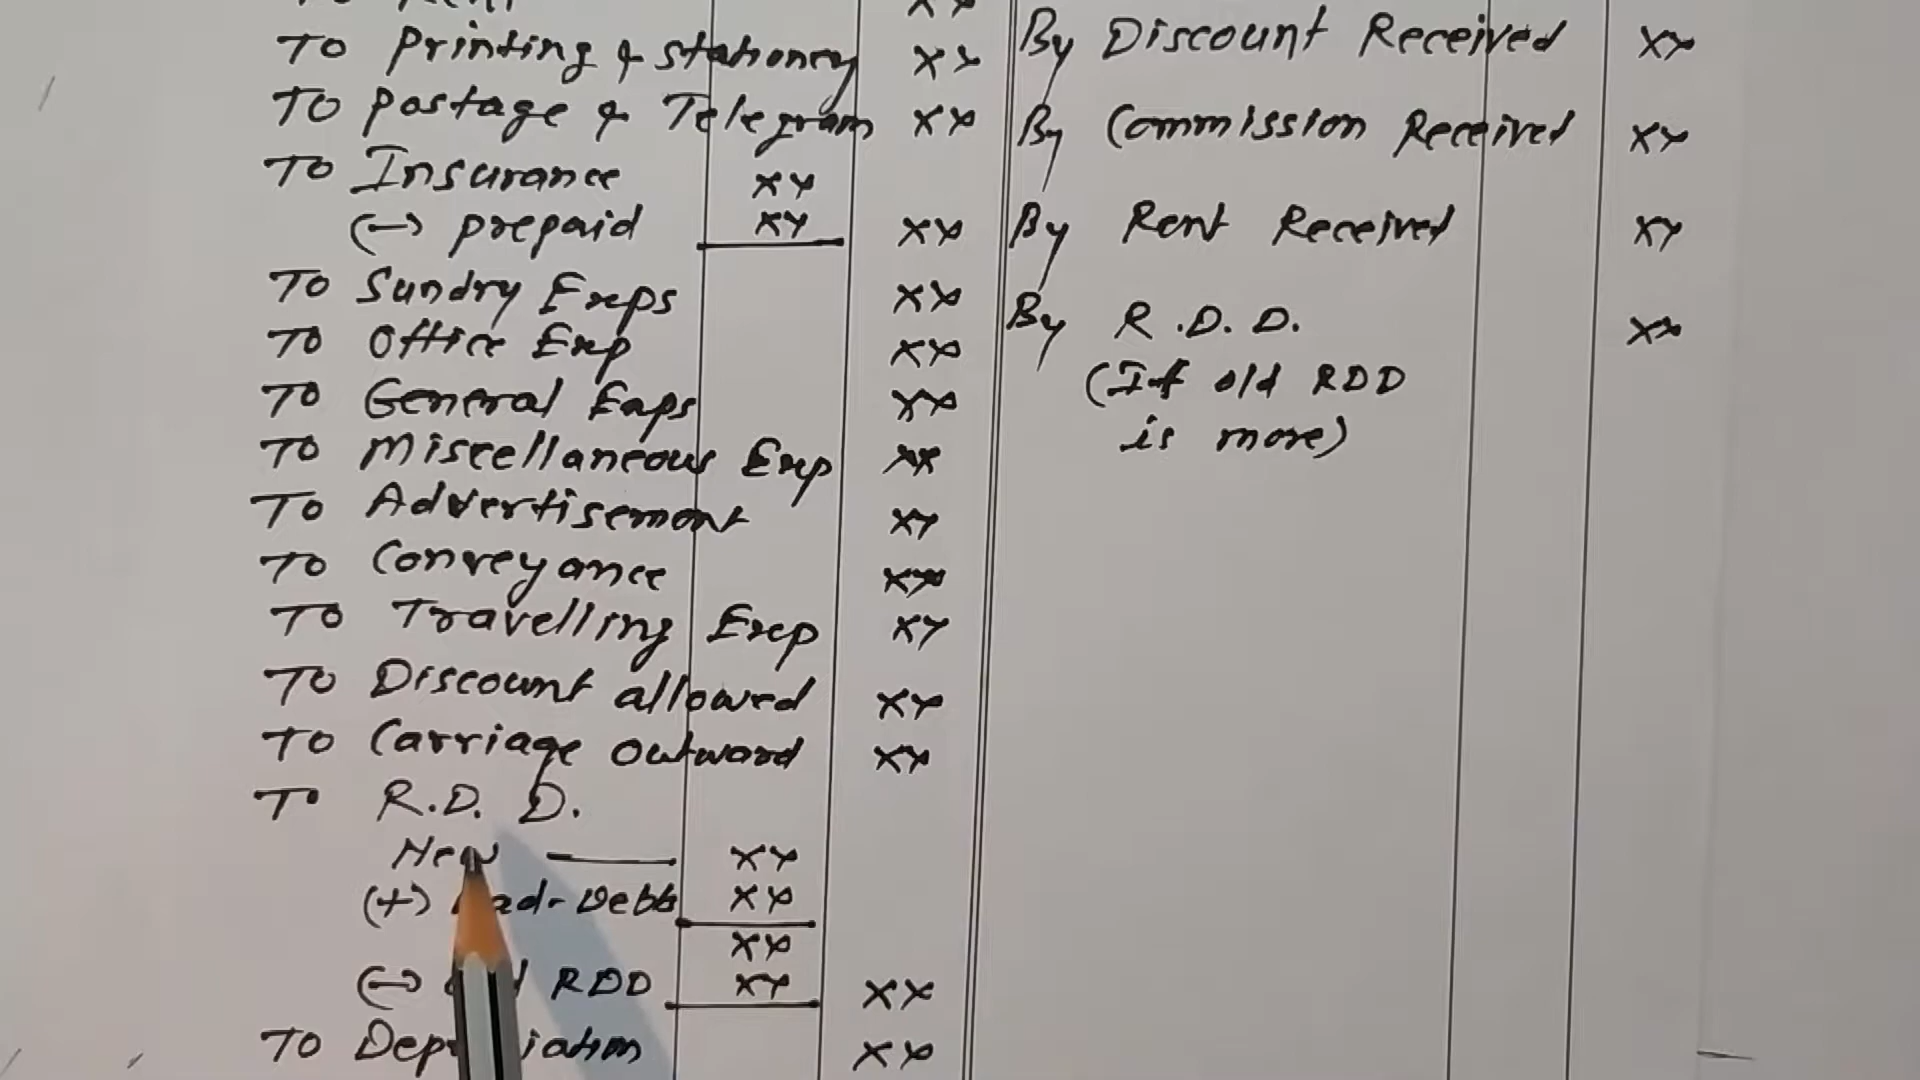 To Printing & Stationery XX
To Postage & Telegram XX
To Insurance XX
(-) prepaid XX XX
To Sundry Exps XX
To Office Exp XX
To General Exps XX
To Miscellaneous Exp XX
To Advertisement XX
To Conveyance XX
To Travelling Exp XX
To Discount allowed XX
To Carriage outward XX
To R.D.D.
New — XX
(+) Bad-Debts XX
XX
(-) old RDD XX XX
To Depreciation XX
By Discount Received XX
By Commission Received XX
By Rent Received XX
By R.D.D. XX
(If old RDD
is more)